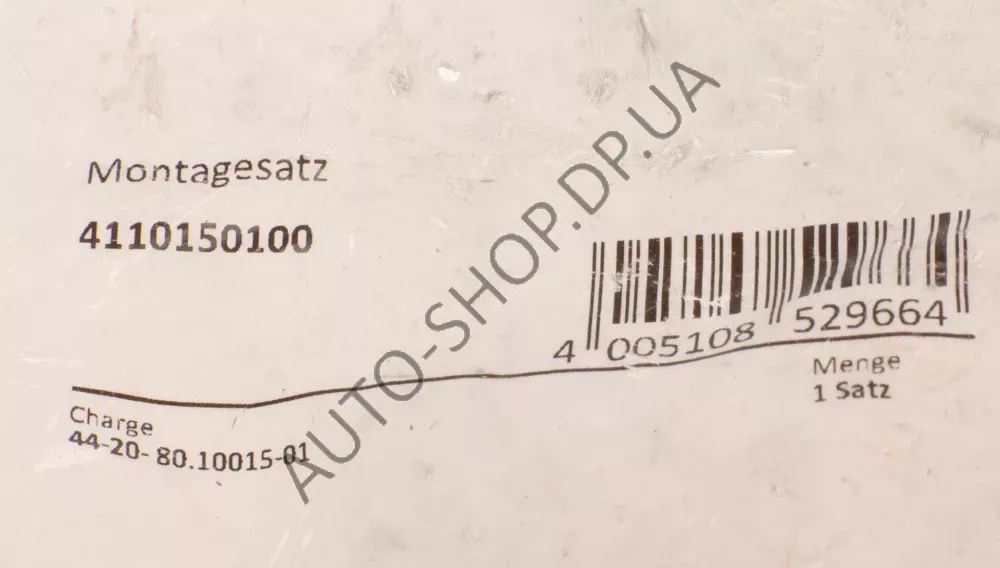 Montagesatz
4110150100
4 005108 529664
Menge
1 Satz
Charge
44-20- 80.10015-01
AUTO-SHOP.DP.UA